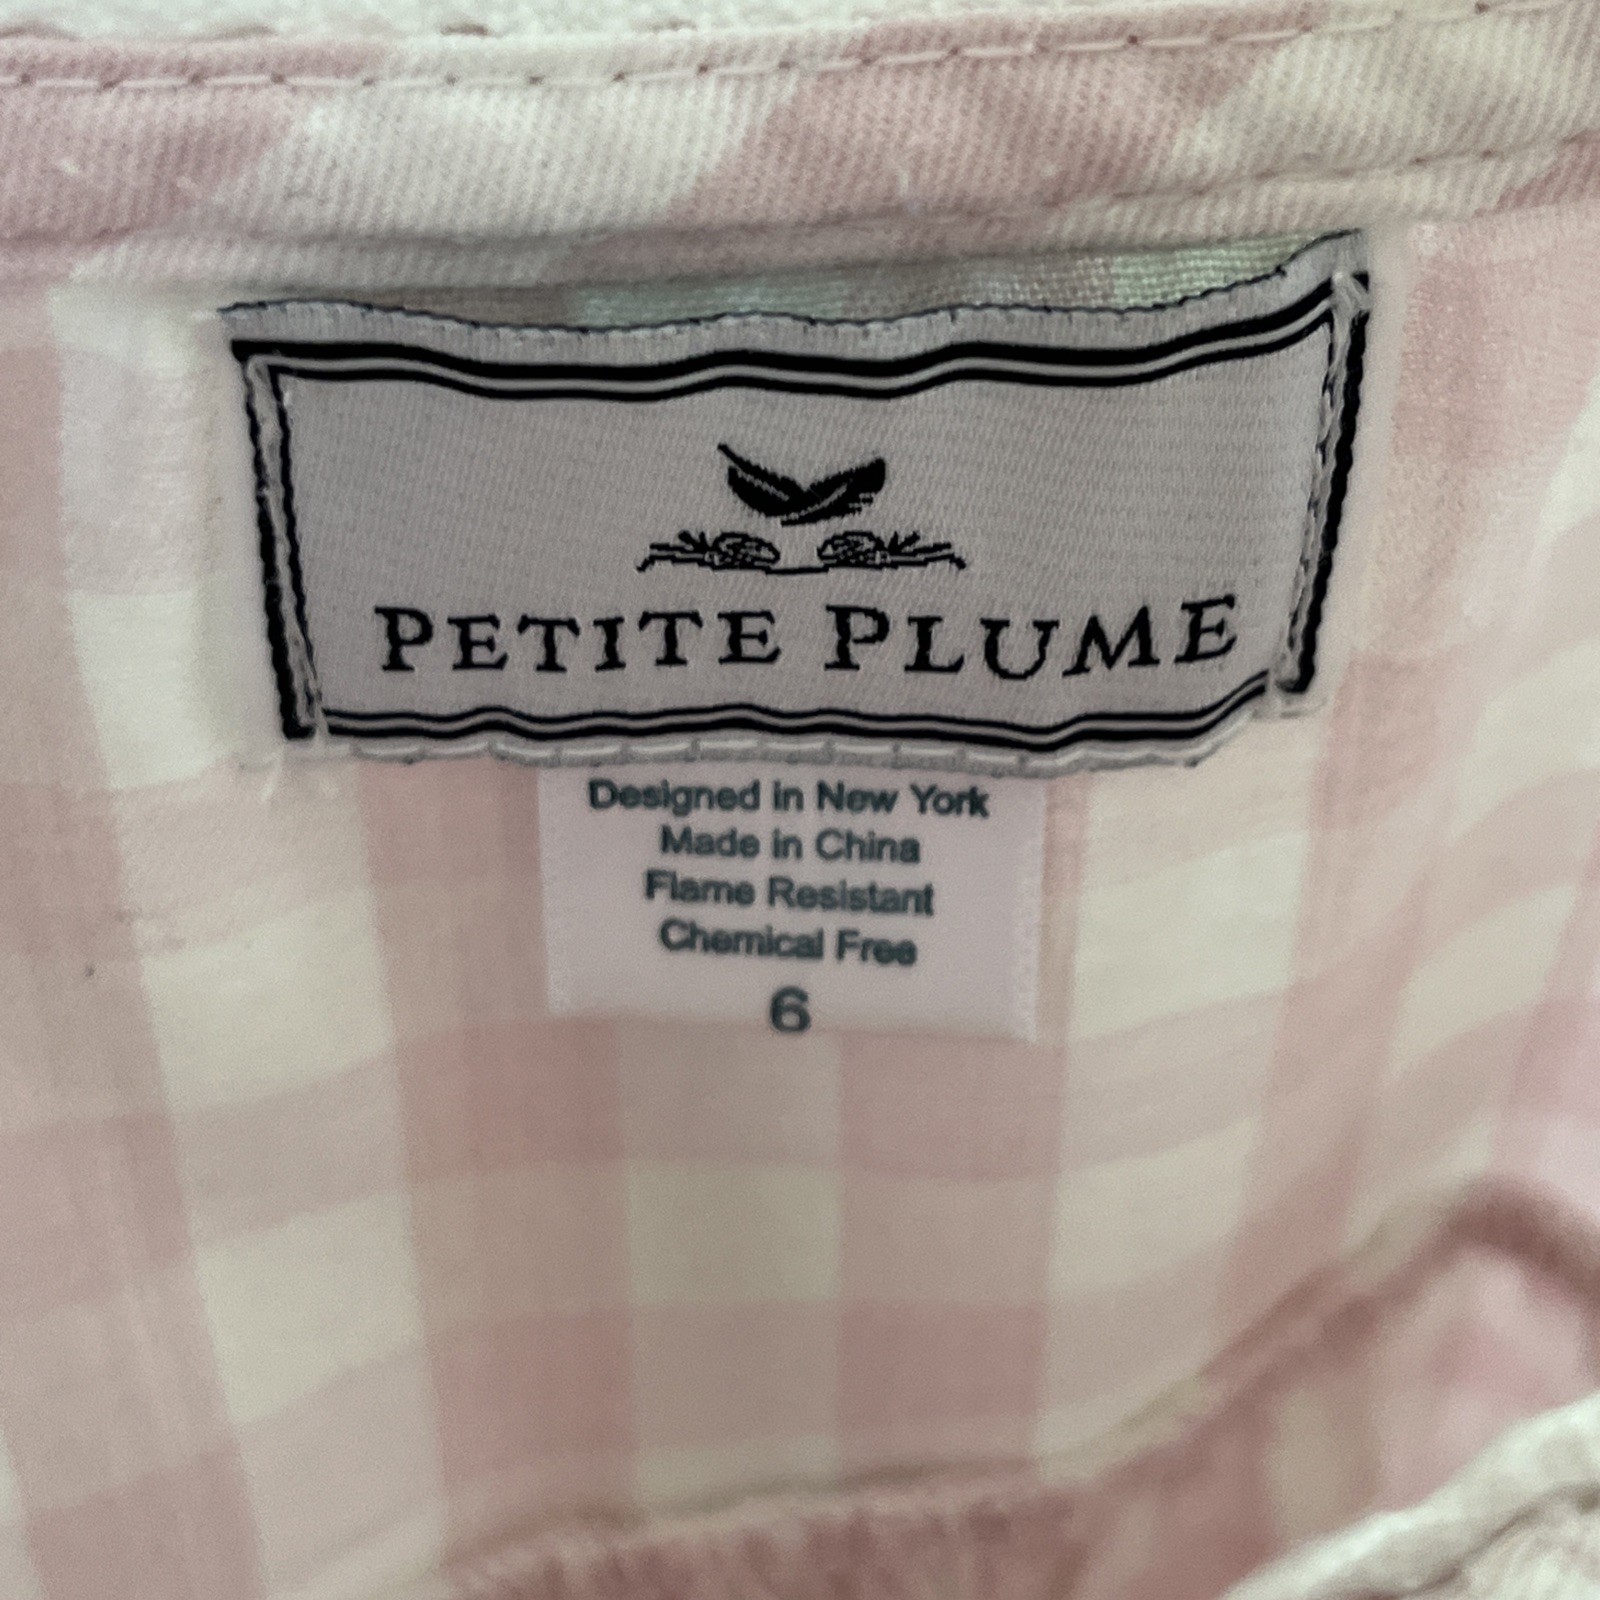 PETITE PLUME
Designed in New York
Made in China
Flame Resistant
Chemical Free
6